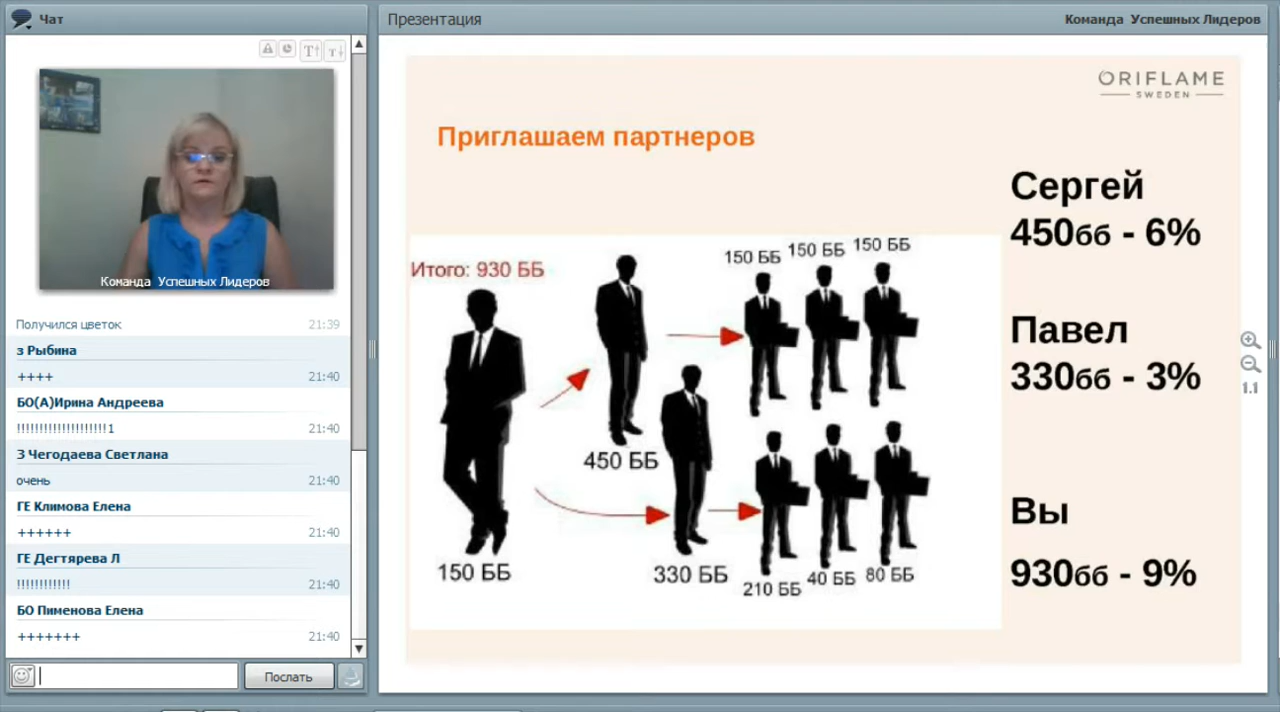 Чат
Команда Успешных Лидеров
Получился цветок 21:39
з Рыбина
++++ 21:40
БО(А)Ирина Андреева
!!!!!!!!!!!!!!!!!!!!1 21:40
З Чегодаева Светлана
очень 21:40
ГЕ Климова Елена
++++++ 21:40
ГЕ Дегтярева Л
!!!!!!!!!!!! 21:40
БО Пименова Елена
+++++++ 21:40
Послать
Презентация
Команда Успешных Лидеров
ORIFLAME
SWEDEN
Приглашаем партнеров
Итого: 930 ББ
150 ББ
150 ББ
150 ББ
450 ББ
150 ББ
330 ББ
210 ББ
40 ББ
80 ББ
Сергей
450бб - 6%
Павел
330бб - 3%
Вы
930бб - 9%
1.1